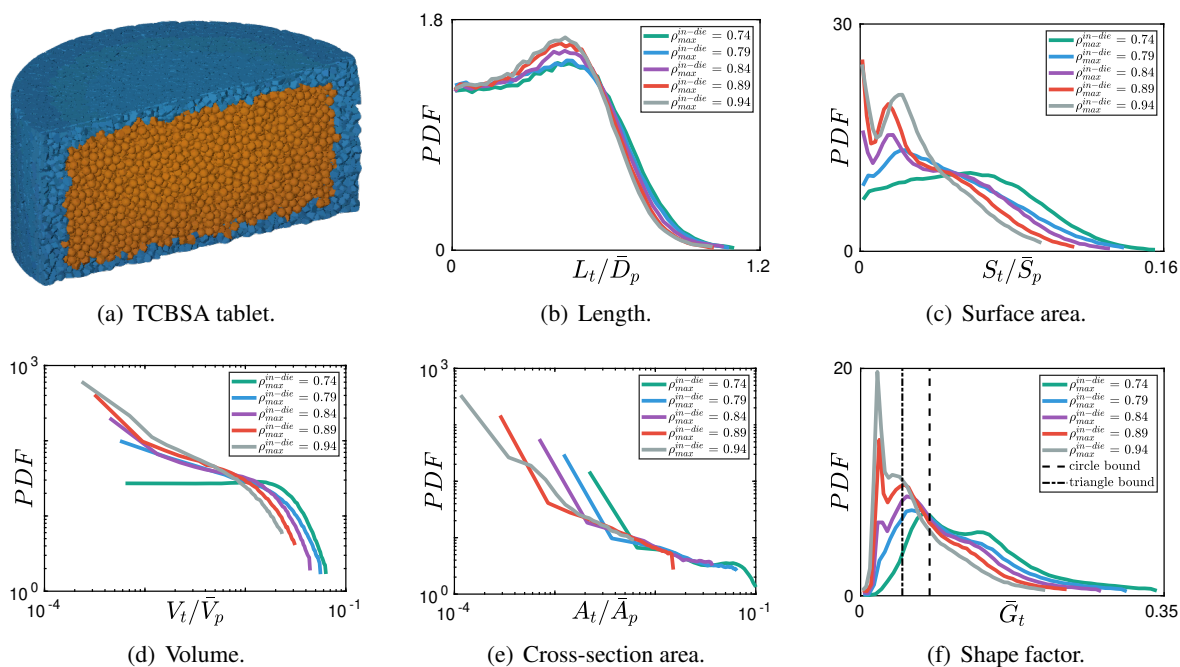 1.8
PDF
0
0
1.2
L_t/D̄_p
ρ_max^in−die = 0.74
ρ_max^in−die = 0.79
ρ_max^in−die = 0.84
ρ_max^in−die = 0.89
ρ_max^in−die = 0.94
30
PDF
0
0
0.16
S_t/S̄_p
ρ_max^in−die = 0.74
ρ_max^in−die = 0.79
ρ_max^in−die = 0.84
ρ_max^in−die = 0.89
ρ_max^in−die = 0.94
(a) TCBSA tablet.
(b) Length.
(c) Surface area.
10^3
PDF
10^0
10^-4
10^-1
V_t/V̄_p
ρ_max^in−die = 0.74
ρ_max^in−die = 0.79
ρ_max^in−die = 0.84
ρ_max^in−die = 0.89
ρ_max^in−die = 0.94
10^3
PDF
10^0
10^-4
10^-1
A_t/Ā_p
ρ_max^in−die = 0.74
ρ_max^in−die = 0.79
ρ_max^in−die = 0.84
ρ_max^in−die = 0.89
ρ_max^in−die = 0.94
20
PDF
0
0
0.35
Ḡ_t
ρ_max^in−die = 0.74
ρ_max^in−die = 0.79
ρ_max^in−die = 0.84
ρ_max^in−die = 0.89
ρ_max^in−die = 0.94
circle bound
triangle bound
(d) Volume.
(e) Cross-section area.
(f) Shape factor.